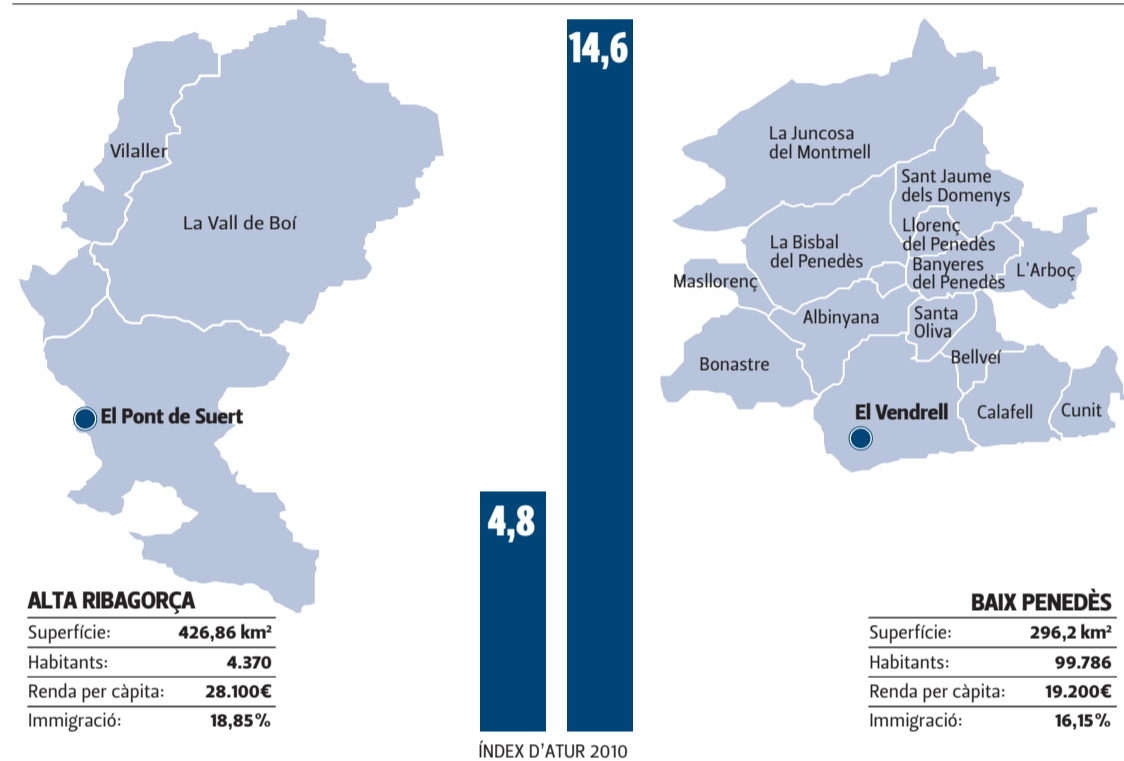 Vilaller
La Vall de Boí
El Pont de Suert
ALTA RIBAGORÇA
Superfície: 426,86 km²
Habitants: 4.370
Renda per càpita: 28.100€
Immigració: 18,85%
4,8
14,6
ÍNDEX D'ATUR 2010
La Juncosa
del Montmell
Sant Jaume
dels Domenys
Llorenç
del Penedès
La Bisbal
del Penedès
Banyeres
del Penedès
L'Arboç
Masllorenç
Albinyana
Santa
Oliva
Bonastre
Bellveí
El Vendrell
Calafell
Cunit
BAIX PENEDÈS
Superfície: 296,2 km²
Habitants: 99.786
Renda per càpita: 19.200€
Immigració: 16,15%